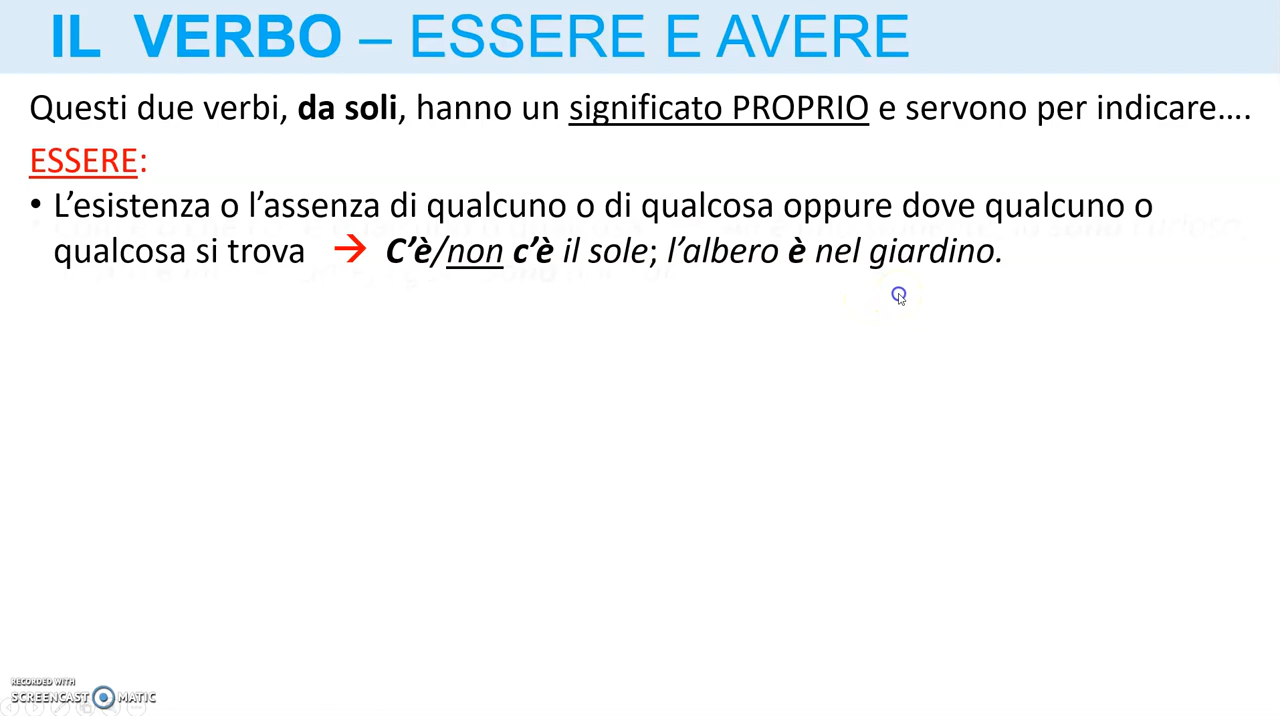 IL VERBO – ESSERE E AVERE
Questi due verbi, da soli, hanno un significato PROPRIO e servono per indicare….
ESSERE:
• L’esistenza o l’assenza di qualcuno o di qualcosa oppure dove qualcuno o
qualcosa si trova → C’è/non c’è il sole; l’albero è nel giardino.
RECORDED WITH
SCREENCAST MATIC